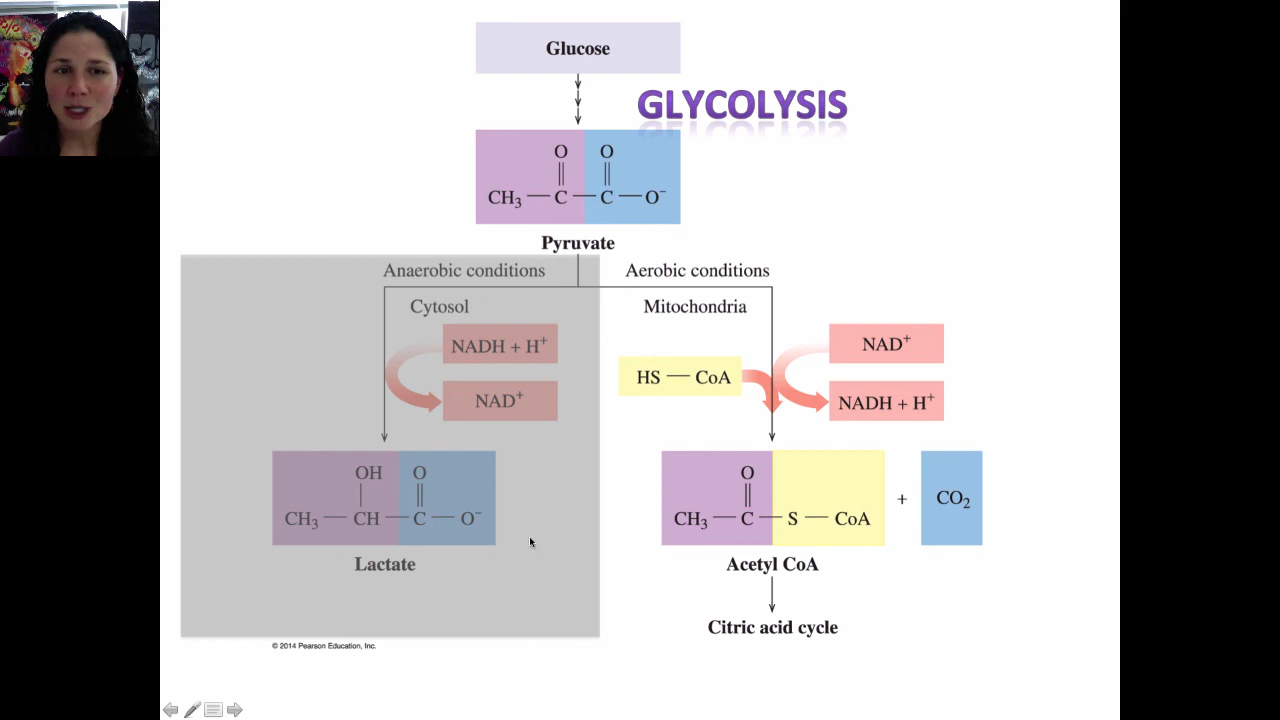 Glucose
GLYCOLYSIS
O O
CH₃ — C — C — O⁻
Pyruvate
Anaerobic conditions
Aerobic conditions
Cytosol
Mitochondria
NADH + H⁺
NAD⁺
HS — CoA
NAD⁺
NADH + H⁺
OH O
CH₃ — CH — C — O⁻
Lactate
O
CH₃ — C — S — CoA + CO₂
Acetyl CoA
Citric acid cycle
© 2014 Pearson Education, Inc.